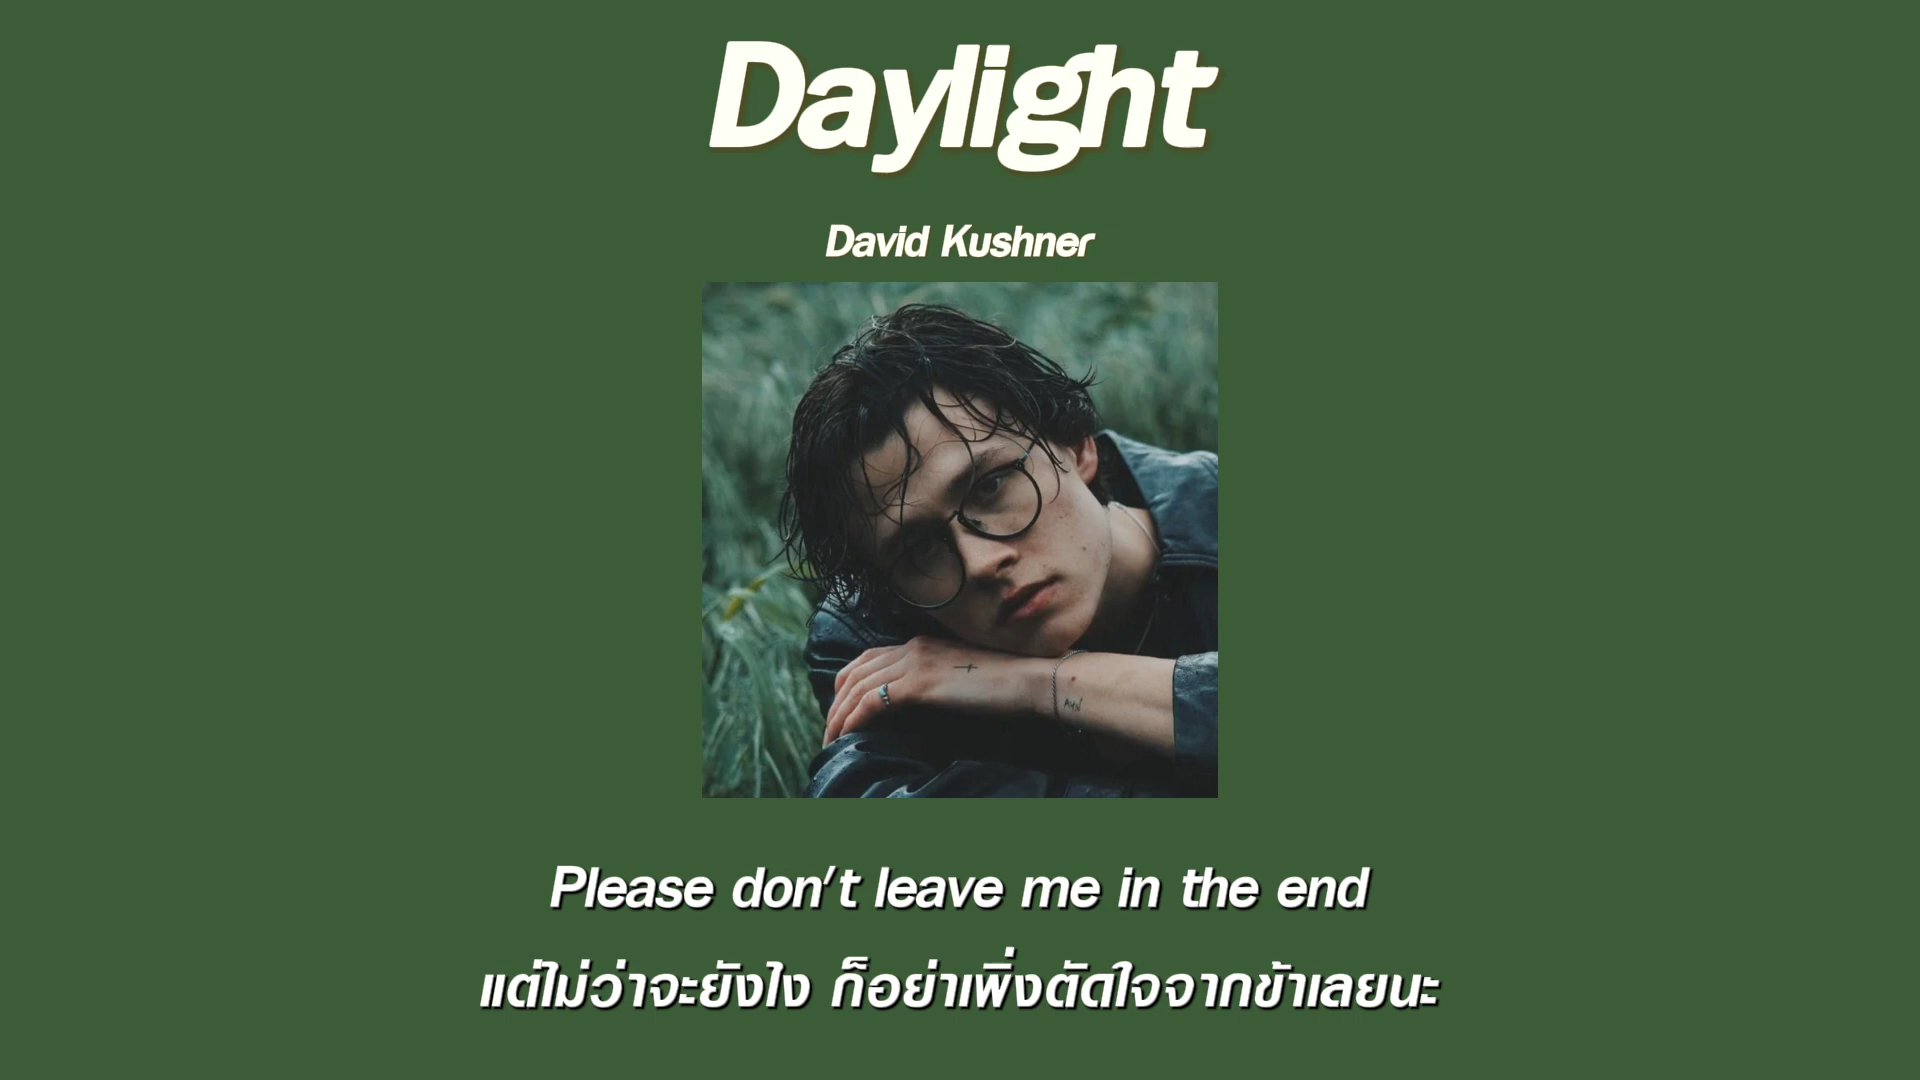 Daylight
David Kushner
Please don't leave me in the end
แต่ไม่ว่าจะยังไง ก็อย่าเพิ่งตัดใจจากข้าเลยนะ